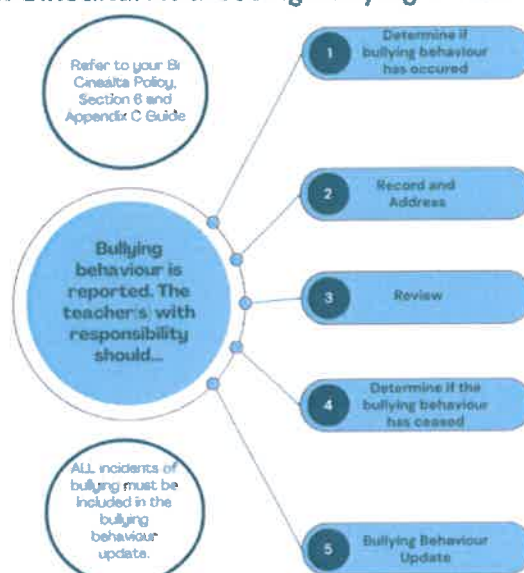 Refer to your Bí
Cineálta Policy,
Section 6 and
Appendix C Guide
Bullying
behaviour is
reported. The
teacher(s) with
responsibility
should...
ALL incidents of
bullying must be
included in the
bullying
behaviour
update.
1
Determine if
bullying behaviour
has occured
2
Record and
Address
3
Review
4
Determine if the
bullying behaviour
has ceased
5
Bullying Behaviour
Update